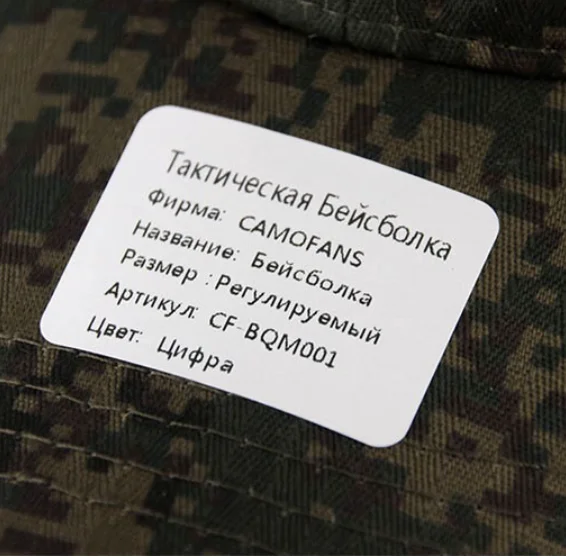 Тактическая Бейсболка
Фирма: CAMOFANS
Название: Бейсболка
Размер : Регулируемый
Артикул: CF-BQM001
Цвет: Цифра